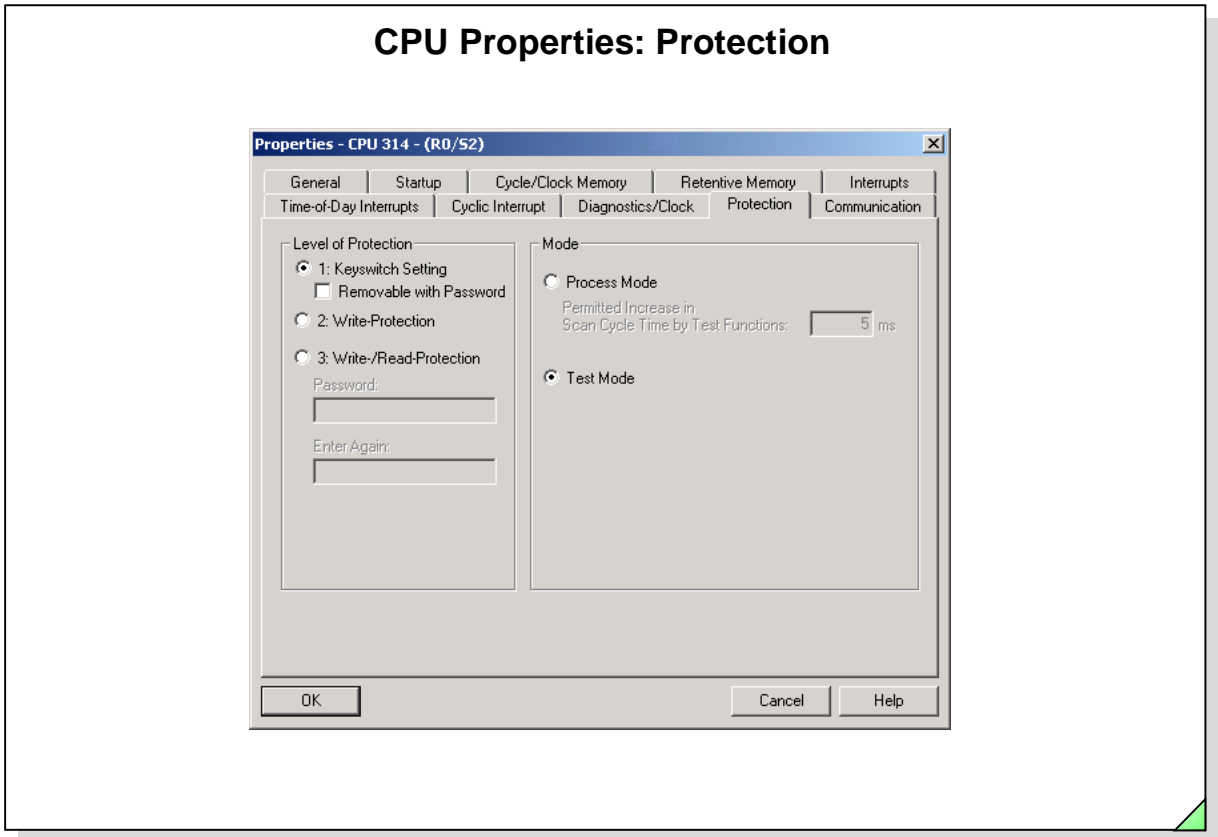 CPU Properties: Protection
Properties - CPU 314 - (R0/S2)
General Startup Cycle/Clock Memory Retentive Memory Interrupts
Time-of-Day Interrupts Cyclic Interrupt Diagnostics/Clock Protection Communication
Level of Protection
1: Keyswitch Setting
Removable with Password
2: Write-Protection
3: Write-/Read-Protection
Password:
Enter Again:
Mode
Process Mode
Permitted Increase in
Scan Cycle Time by Test Functions: 5 ms
Test Mode
OK Cancel Help